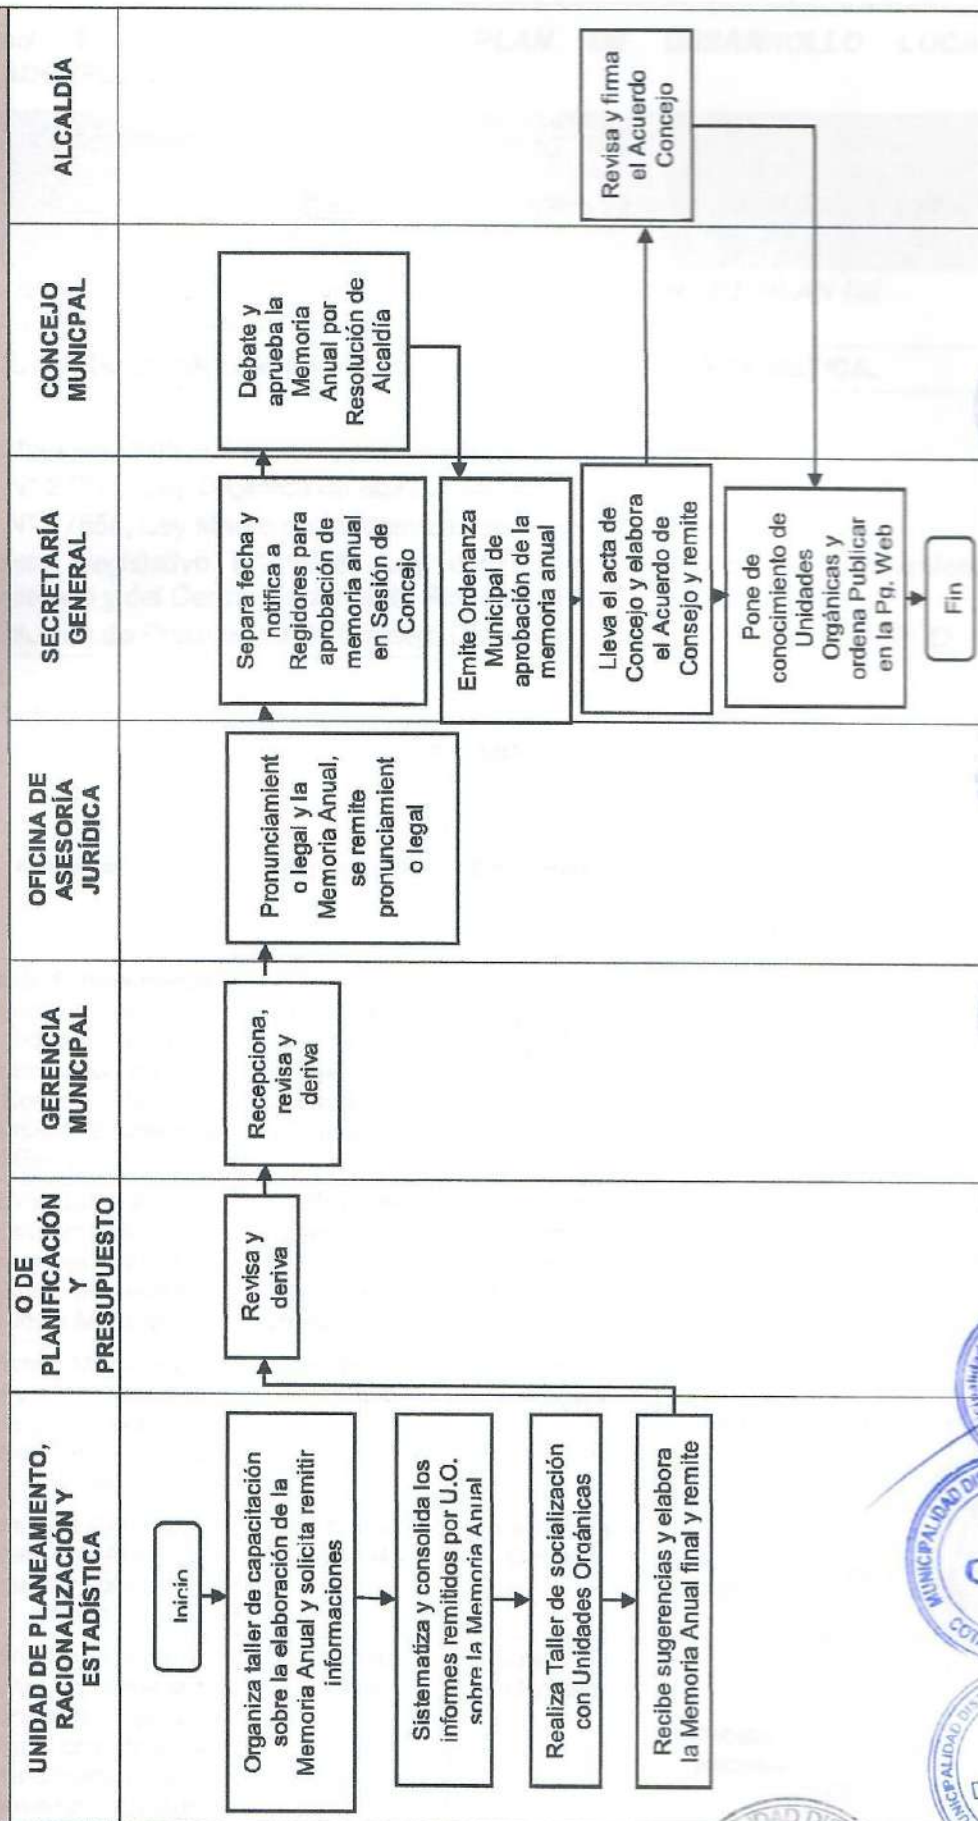 UNIDAD DE PLANEAMIENTO,
RACIONALIZACIÓN Y
ESTADÍSTICA
O DE
PLANIFICACIÓN
Y
PRESUPUESTO
GERENCIA
MUNICIPAL
OFICINA DE
ASESORÍA
JURÍDICA
SECRETARÍA
GENERAL
CONCEJO
MUNICPAL
ALCALDÍA
Inicio
Organiza taller de capacitación
sobre la elaboración de la
Memoria Anual y solicita remitir
informaciones
Sistematiza y consolida los
informes remitidos por U.O.
sobre la Memoria Anual
Realiza Taller de socialización
con Unidades Orgánicas
Recibe sugerencias y elabora
la Memoria Anual final y remite
Revisa y
deriva
Recepciona,
revisa y
deriva
Pronunciamient
o legal y la
Memoria Anual,
se remite
pronunciamient
o legal
Separa fecha y
notifica a
Regidores para
aprobación de
memoria anual
en Sesión de
Concejo
Debate y
aprueba la
Memoria
Anual por
Resolución de
Alcaldía
Emite Ordenanza
Municipal de
aprobación de la
memoria anual
Lleva el acta de
Concejo y elabora
el Acuerdo de
Consejo y remite
Revisa y firma
el Acuerdo
Concejo
Pone de
conocimiento de
Unidades
Orgánicas y
ordena Publicar
en la Pg. Web
Fin
PLAN DE DESARROLLO
MUNICIPALIDAD
MUNICIPALIDAD